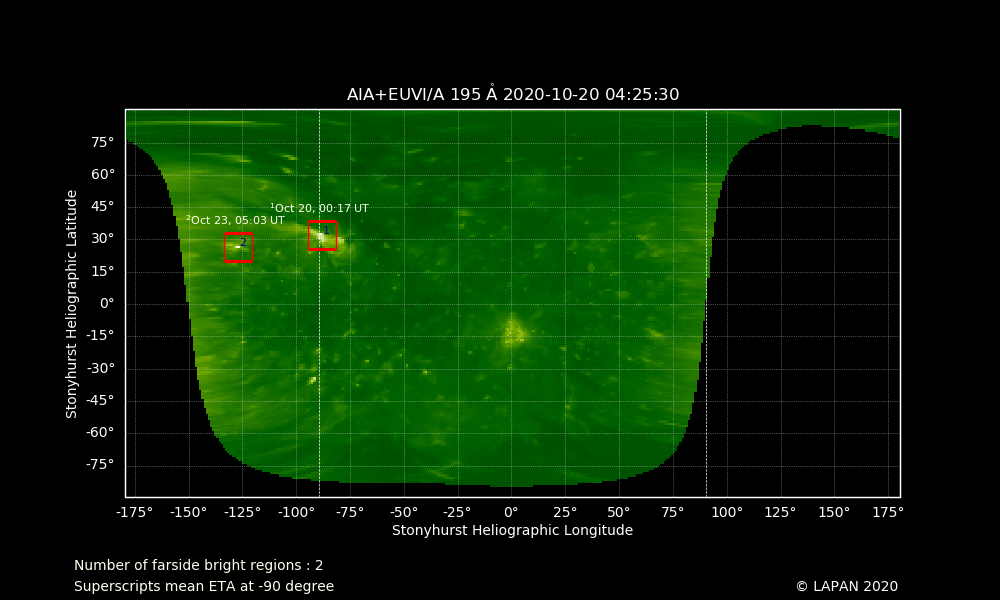 AIA+EUVI/A 195 Å 2020-10-20 04:25:30
75°
60°
45°
30°
15°
0°
-15°
-30°
-45°
-60°
-75°
Stonyhurst Heliographic Latitude
¹Oct 20, 00:17 UT
²Oct 23, 05:03 UT
1
2
-175° -150° -125° -100° -75° -50° -25° 0° 25° 50° 75° 100° 125° 150° 175°
Stonyhurst Heliographic Longitude
Number of farside bright regions : 2
Superscripts mean ETA at -90 degree
© LAPAN 2020